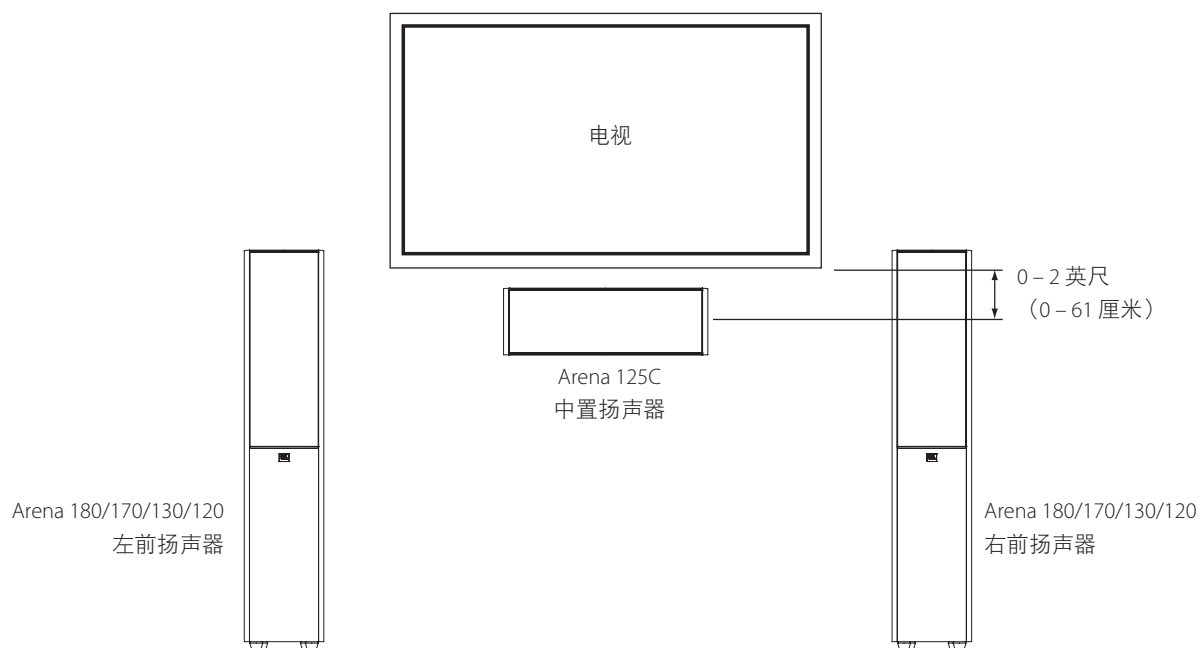 电视
0 – 2 英尺
（0 – 61 厘米）
Arena 125C
中置扬声器
Arena 180/170/130/120
左前扬声器
Arena 180/170/130/120
右前扬声器